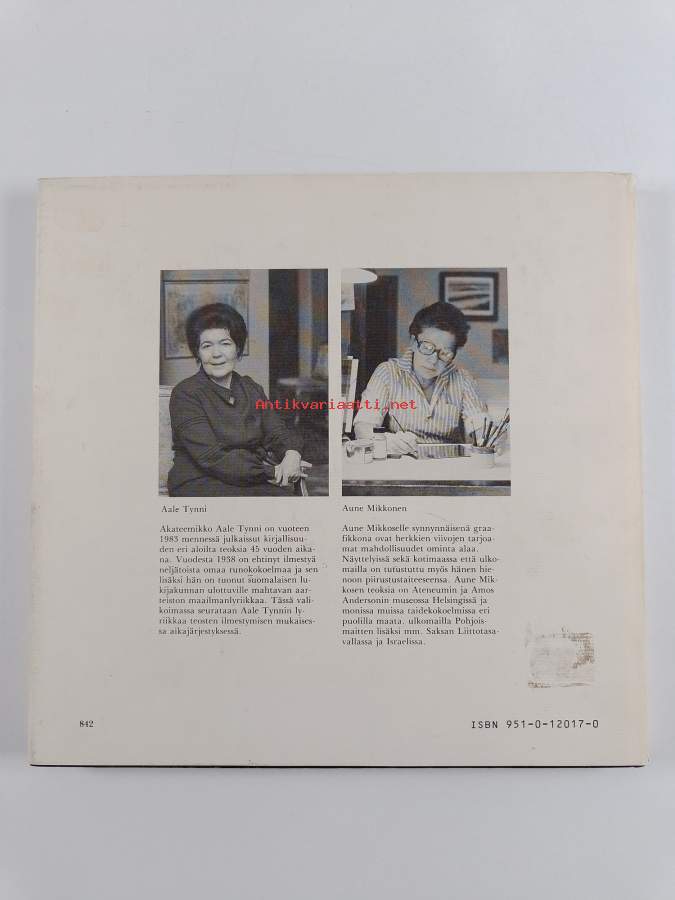 Antikvariaatti.net
Aale Tynni
Akateemikko Aale Tynni on vuoteen
1983 mennessä julkaissut kirjallisuu-
den eri aloilta teoksia 45 vuoden aika-
na. Vuodesta 1938 on ehtinyt ilmestyä
neljätoista omaa runokokoelmaa ja sen
lisäksi hän on tuonut suomalaisen lu-
kijakunnan ulottuville mahtavan aar-
teiston maailmanlyriikkaa. Tässä vali-
koimassa seurataan Aale Tynnin ly-
riikkaa teosten ilmestymisen mukaises-
sa aikajärjestyksessä.
Aune Mikkonen
Aune Mikkoselle synnynnäisenä graa-
fikkona ovat herkkien viivojen tarjoa-
mat mahdollisuudet ominta alaa.
Näyttelyissä sekä kotimaassa että ulko-
mailla on tutustuttu myös hänen hie-
noon piirustustaiteeseensa. Aune Mik-
kosen teoksia on Ateneumin ja Amos
Andersonin museossa Helsingissä ja
monissa muissa taidekokoelmissa eri
puolilla maata, ulkomailla Pohjois-
maitten lisäksi mm. Saksan Liittotasa-
vallassa ja Israelissa.
842
ISBN 951-0-12017-0